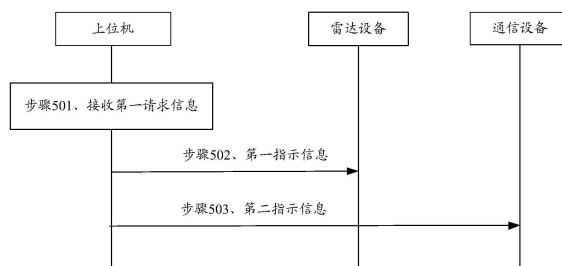 上位机
雷达设备
通信设备
步骤501、接收第一请求信息
步骤502、第一指示信息
步骤503、第二指示信息